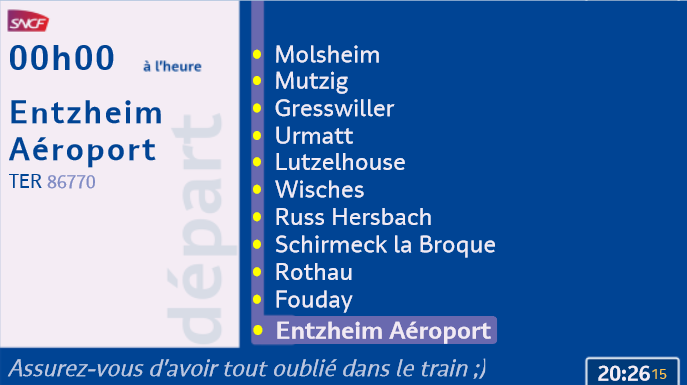 SNCF
00h00 à l'heure
Entzheim
Aéroport
TER 86770
départ
Molsheim
Mutzig
Gresswiller
Urmatt
Lutzelhouse
Wisches
Russ Hersbach
Schirmeck la Broque
Rothau
Fouday
Entzheim Aéroport
Assurez-vous d'avoir tout oublié dans le train ;)
20:26 15